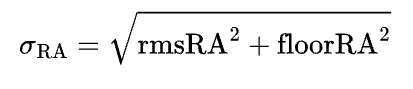 σ_RA = √(rmsRA² + floorRA²)